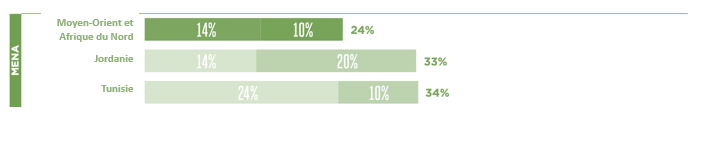 MENA
Moyen-Orient et
Afrique du Nord
14% 10% 24%
Jordanie 14% 20% 33%
Tunisie 24% 10% 34%